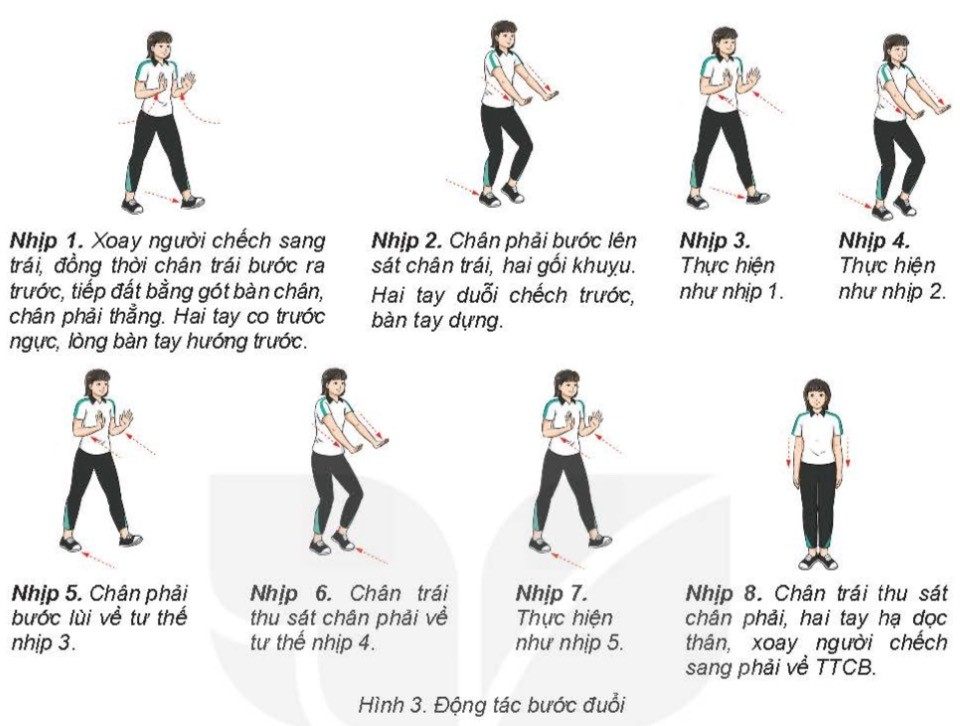 Nhịp 1. Xoay người chếch sang
trái, đồng thời chân trái bước ra
trước, tiếp đất bằng gót bàn chân,
chân phải thẳng. Hai tay co trước
ngực, lòng bàn tay hướng trước.
Nhịp 2. Chân phải bước lên
sát chân trái, hai gối khuỵu.
Hai tay duỗi chếch trước,
bàn tay dựng.
Nhịp 3.
Thực hiện
như nhịp 1.
Nhịp 4.
Thực hiện
như nhịp 2.
Nhịp 5. Chân phải
bước lùi về tư thế
nhịp 3.
Nhịp 6. Chân trái
thu sát chân phải về
tư thế nhịp 4.
Nhịp 7.
Thực hiện
như nhịp 5.
Nhịp 8. Chân trái thu sát
chân phải, hai tay hạ dọc
thân, xoay người chếch
sang phải về TTCB.
Hình 3. Động tác bước đuổi